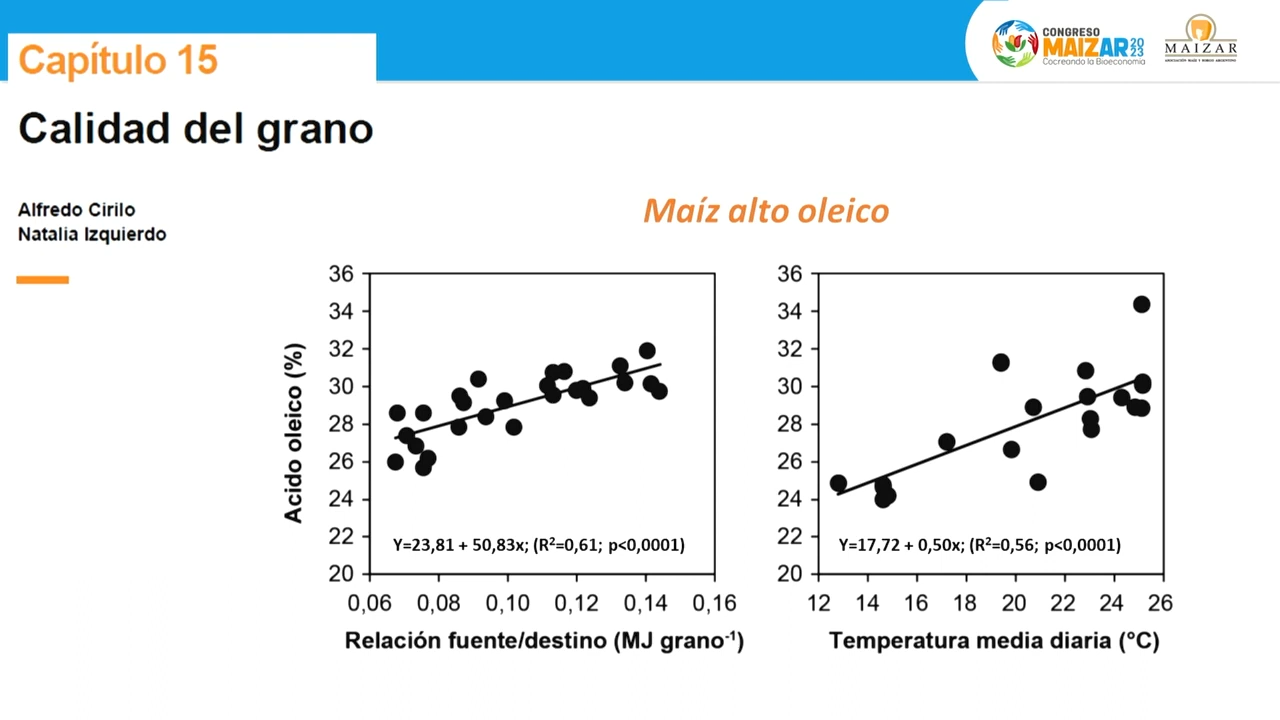 Capítulo 15
CONGRESO
MAIZAR 2023
Cocreando la Bioeconomía
MAIZAR
ASOCIACIÓN MAÍZ Y SORGO ARGENTINO
Calidad del grano
Alfredo Cirilo
Natalia Izquierdo
Maíz alto oleico
36
34
32
30
28
26
24
22
20
Acido oleico (%)
Y=23,81 + 50,83x; (R²=0,61; p<0,0001)
0,06 0,08 0,10 0,12 0,14 0,16
Relación fuente/destino (MJ grano⁻¹)
36
34
32
30
28
26
24
22
20
Y=17,72 + 0,50x; (R²=0,56; p<0,0001)
12 14 16 18 20 22 24 26
Temperatura media diaria (°C)